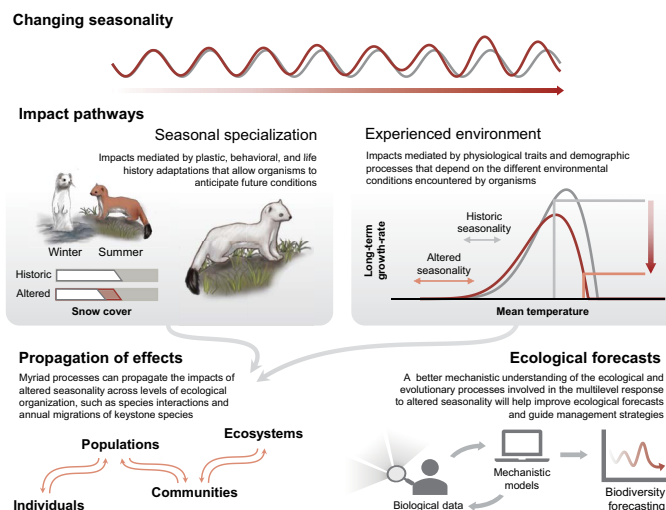 Changing seasonality
Impact pathways
Seasonal specialization
Impacts mediated by plastic, behavioral, and life
history adaptations that allow organisms to
anticipate future conditions
Winter
Summer
Historic
Altered
Snow cover
Experienced environment
Impacts mediated by physiological traits and demographic
processes that depend on the different environmental
conditions encountered by organisms
Long-term
growth-rate
Historic
seasonality
Altered
seasonality
Mean temperature
Propagation of effects
Myriad processes can propagate the impacts of
altered seasonality across levels of ecological
organization, such as species interactions and
annual migrations of keystone species
Populations
Ecosystems
Individuals
Communities
Ecological forecasts
A better mechanistic understanding of the ecological and
evolutionary processes involved in the multilevel response
to altered seasonality will help improve ecological forecasts
and guide management strategies
Biological data
Mechanistic
models
Biodiversity
forecasting